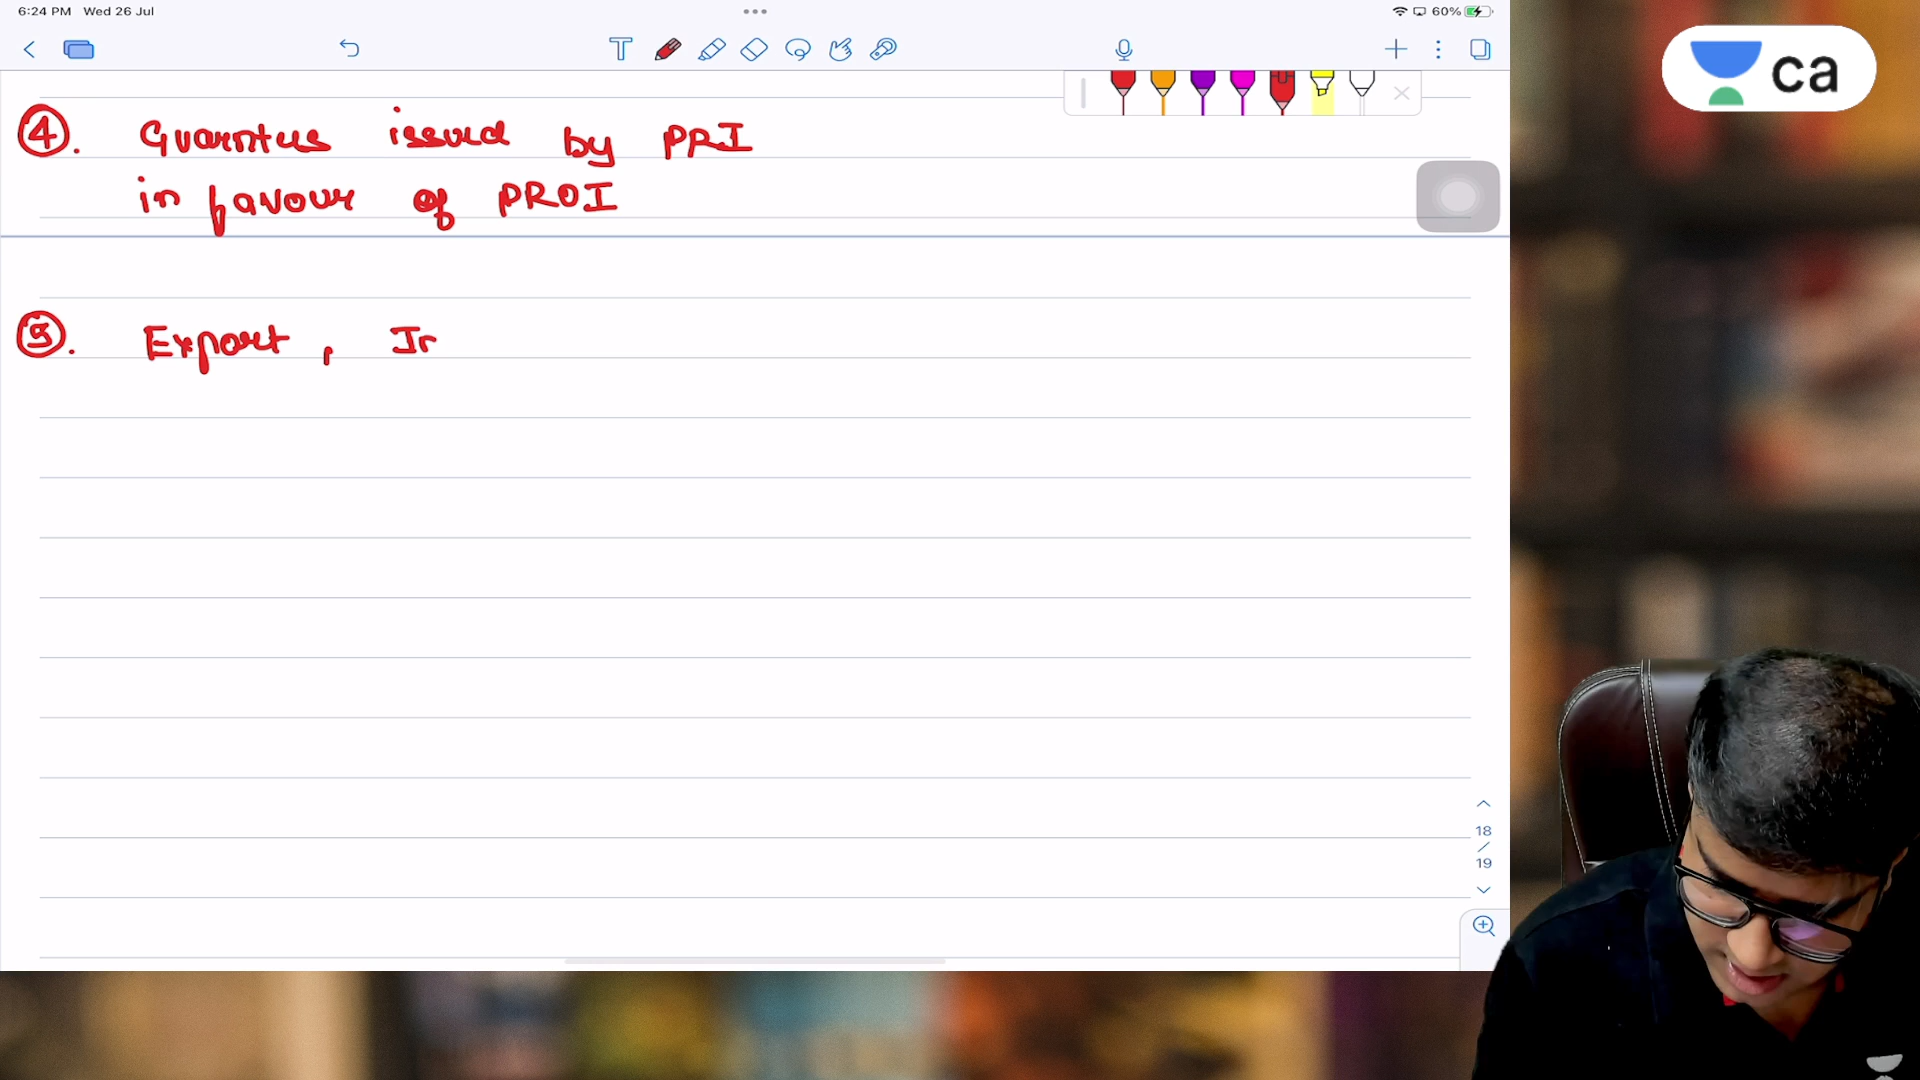 6:24 PM Wed 26 Jul
60%
ca
④. Guarntees issued by PRI
in favour of PROI
⑤. Export, Im
18
/
19